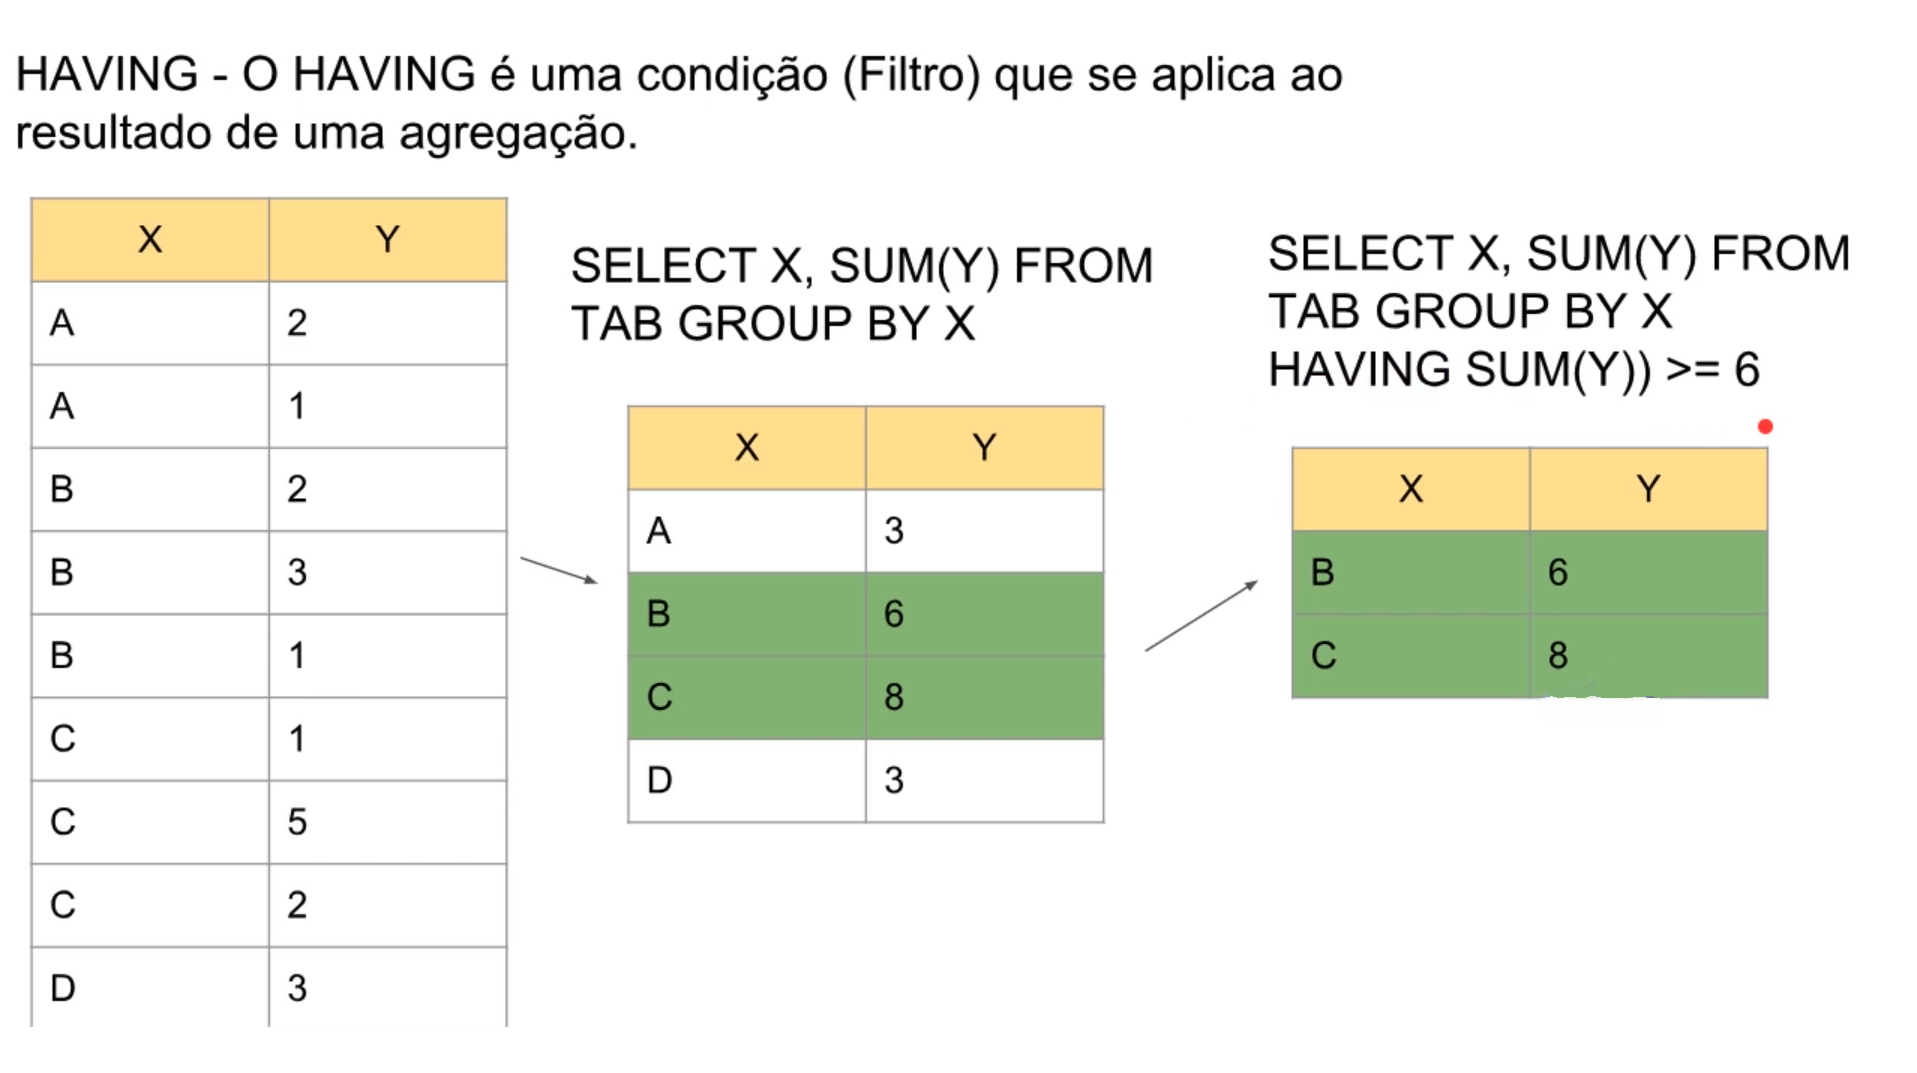 HAVING - O HAVING é uma condição (Filtro) que se aplica ao
resultado de uma agregação.
X Y
A 2
A 1
B 2
B 3
B 1
C 1
C 5
C 2
D 3
SELECT X, SUM(Y) FROM
TAB GROUP BY X
X Y
A 3
B 6
C 8
D 3
SELECT X, SUM(Y) FROM
TAB GROUP BY X
HAVING SUM(Y)) >= 6
X Y
B 6
C 8